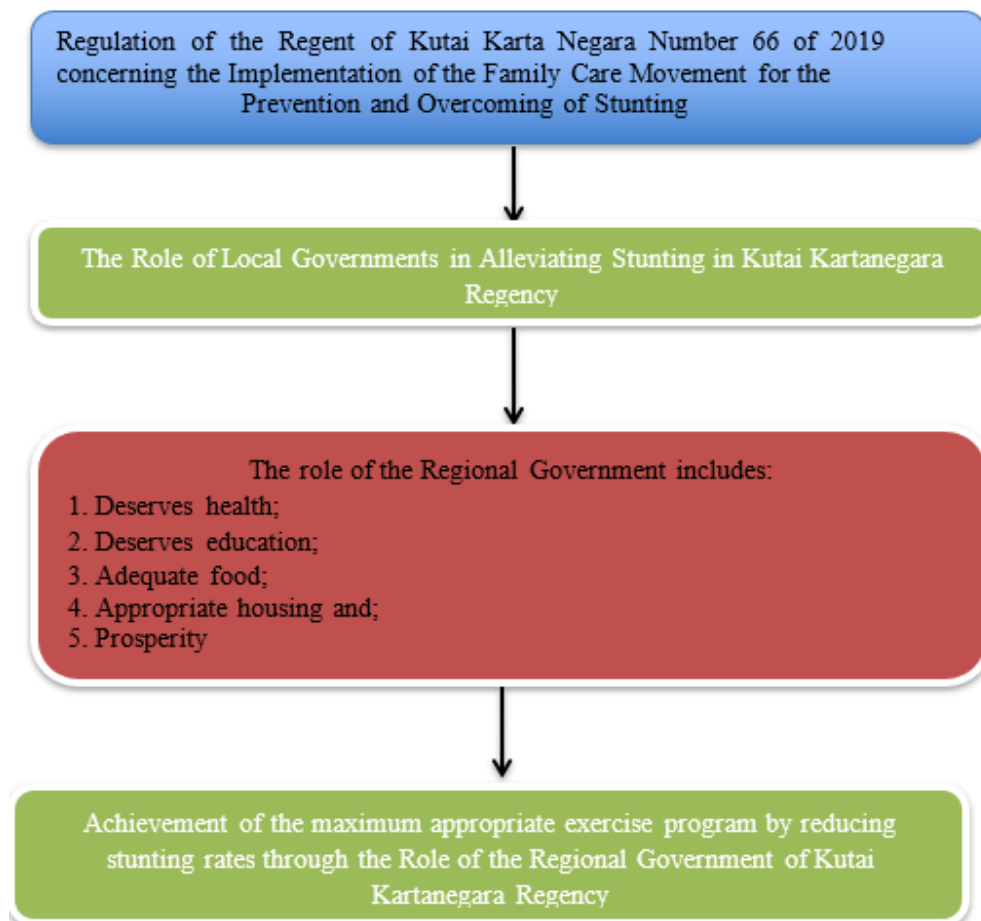 Regulation of the Regent of Kutai Karta Negara Number 66 of 2019
concerning the Implementation of the Family Care Movement for the
Prevention and Overcoming of Stunting
The Role of Local Governments in Alleviating Stunting in Kutai Kartanegara
Regency
The role of the Regional Government includes:
1. Deserves health;
2. Deserves education;
3. Adequate food;
4. Appropriate housing and;
5. Prosperity
Achievement of the maximum appropriate exercise program by reducing
stunting rates through the Role of the Regional Government of Kutai
Kartanegara Regency